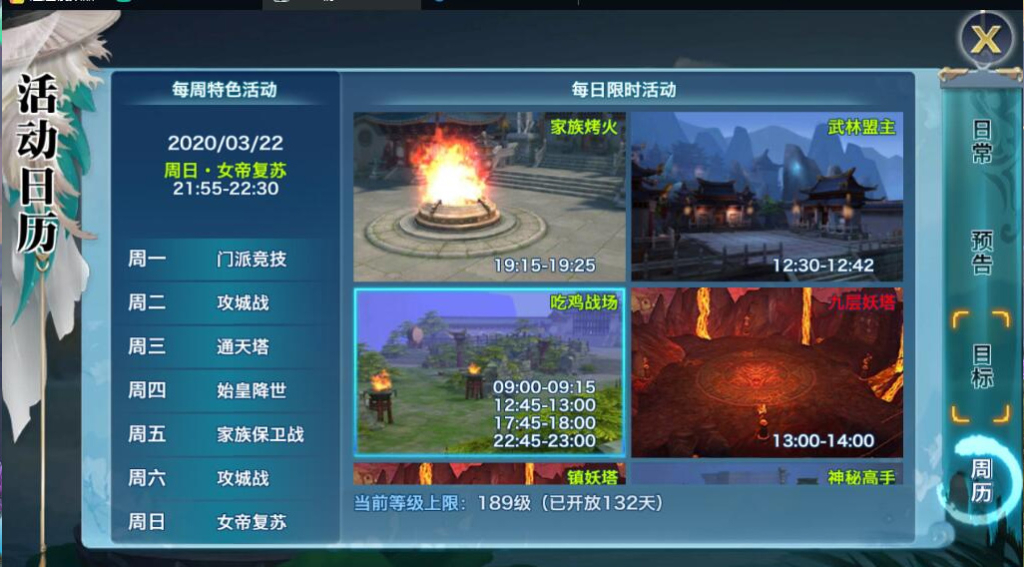 活动日历
每周特色活动
2020/03/22
周日·女帝复苏
21:55-22:30
周一 门派竞技
周二 攻城战
周三 通天塔
周四 始皇降世
周五 家族保卫战
周六 攻城战
周日 女帝复苏
每日限时活动
家族烤火
19:15-19:25
武林盟主
12:30-12:42
吃鸡战场
09:00-09:15
12:45-13:00
17:45-18:00
22:45-23:00
九层妖塔
13:00-14:00
镇妖塔
神秘高手
当前等级上限：189级（已开放132天）
X
日常
预告
目标
周历